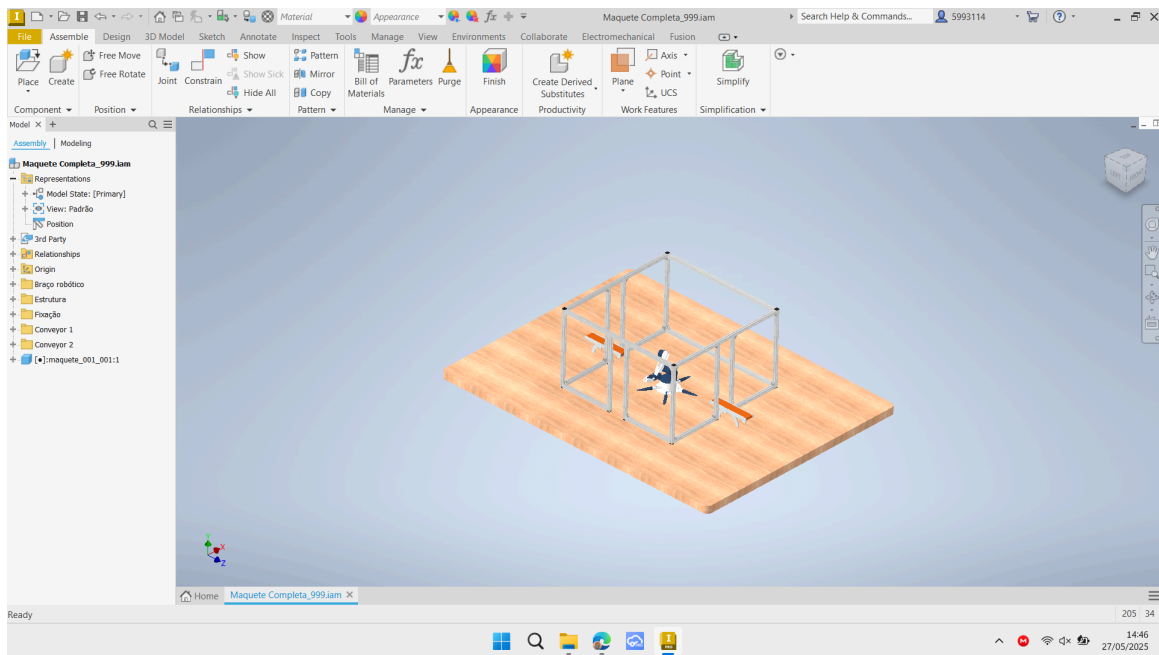 Material Appearance fx Maquete Completa_999.iam Search Help & Commands... 5993114
File Assemble Design 3D Model Sketch Annotate Inspect Tools Manage View Environments Collaborate Electromechanical Fusion
Place Create
Free Move
Free Rotate
Joint Constrain
Show
Show Sick
Hide All
Pattern
Mirror
Copy
Bill of
Materials
fx
Parameters Purge
Finish
Create Derived
Substitutes
Plane
Axis
Point
UCS
Simplify
Component Position Relationships Pattern Manage Appearance Productivity Work Features Simplification
Model
Assembly Modeling
Maquete Completa_999.iam
Representations
Model State: [Primary]
View: Padrão
Position
3rd Party
Relationships
Origin
Braço robótico
Estrutura
Fixação
Conveyor 1
Conveyor 2
[●]:maquete_001_001:1
TOP
LEFT FRONT
Y
X
Z
Home Maquete Completa_999.iam
Ready
205 34
14:46
27/05/2025